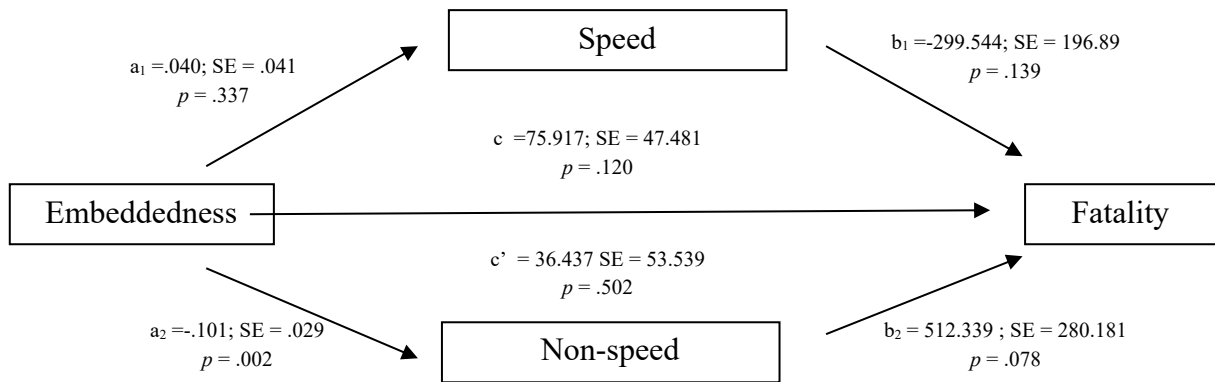 Speed
a₁ =.040; SE = .041
p = .337
b₁ =-299.544; SE = 196.89
p = .139
c =75.917; SE = 47.481
p = .120
Embeddedness
Fatality
c’ = 36.437 SE = 53.539
p = .502
a₂ =-.101; SE = .029
p = .002
Non-speed
b₂ = 512.339 ; SE = 280.181
p = .078